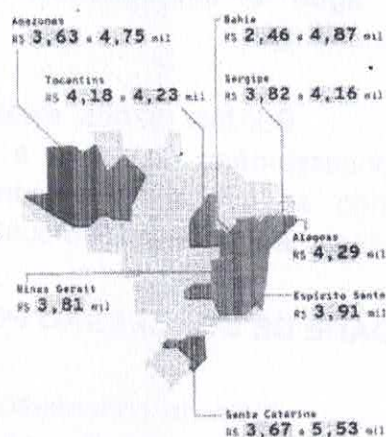 Amazonas
R$ 3,63 a 4,75 mil
Bahia
R$ 2,46 a 4,87 mil
Tocantins
R$ 4,18 a 4,23 mil
Sergipe
R$ 3,82 a 4,16 mil
Alagoas
R$ 4,29 mil
Minas Gerais
R$ 3,81 mil
Espírito Santo
R$ 3,91 mil
Santa Catarina
R$ 3,67 a 5,53 mil